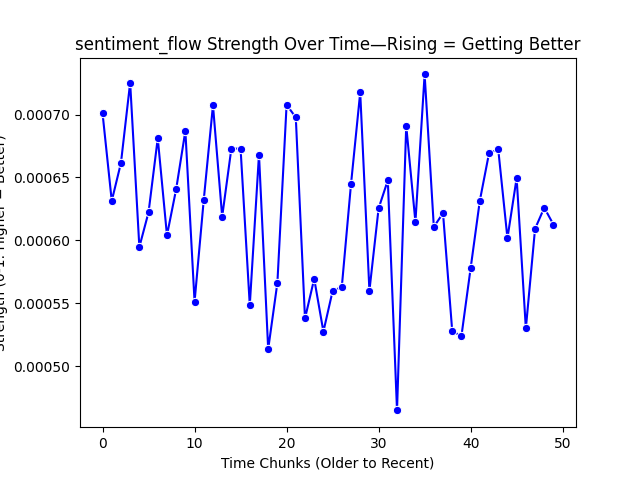 sentiment_flow Strength Over Time—Rising = Getting Better
Strength (0-1: Higher = Better)
0.00070
0.00065
0.00060
0.00055
0.00050
0 10 20 30 40 50
Time Chunks (Older to Recent)